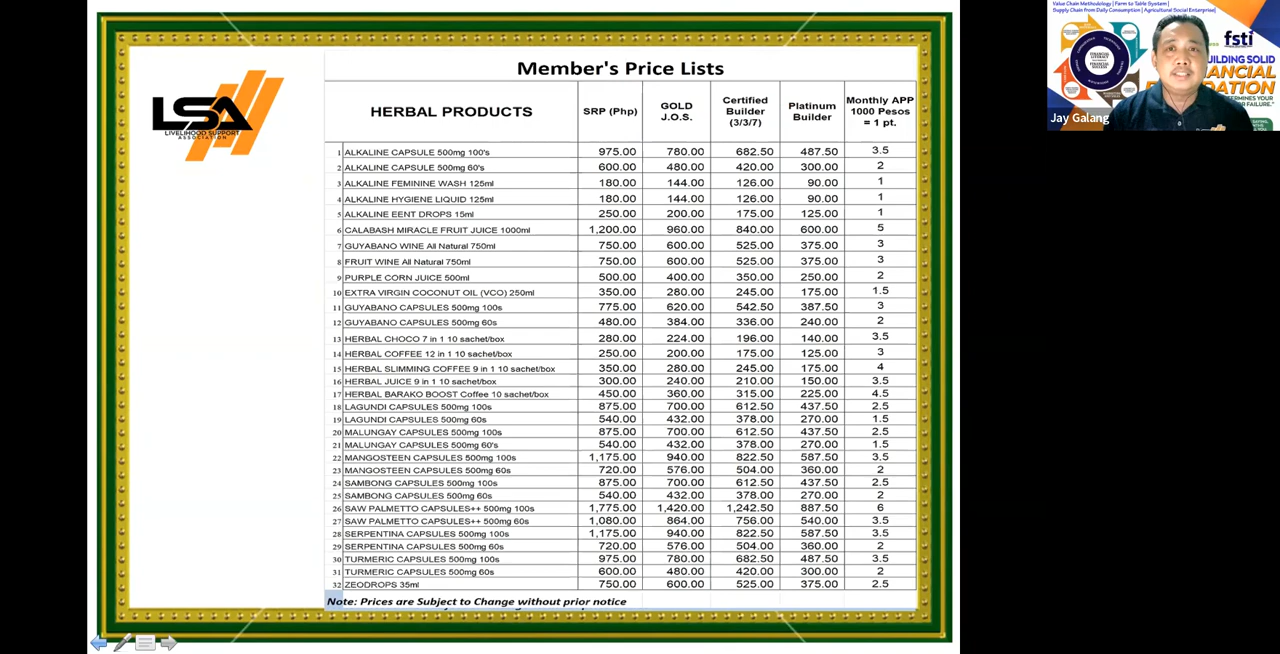 Member's Price Lists
LSA
LIVELIHOOD SUPPORT
ASSOCIATION
HERBAL PRODUCTS SRP (Php) GOLD J.O.S. Certified Builder (3/3/7) Platinum Builder Monthly APP 1000 Pesos = 1 pt.
1 ALKALINE CAPSULE 500mg 100's 975.00 780.00 682.50 487.50 3.5
2 ALKALINE CAPSULE 500mg 60's 600.00 480.00 420.00 300.00 2
3 ALKALINE FEMININE WASH 125ml 180.00 144.00 126.00 90.00 1
4 ALKALINE HYGIENE LIQUID 125ml 180.00 144.00 126.00 90.00 1
5 ALKALINE EENT DROPS 15ml 250.00 200.00 175.00 125.00 1
6 CALABASH MIRACLE FRUIT JUICE 1000ml 1,200.00 960.00 840.00 600.00 5
7 GUYABANO WINE All Natural 750ml 750.00 600.00 525.00 375.00 3
8 FRUIT WINE All Natural 750ml 750.00 600.00 525.00 375.00 3
9 PURPLE CORN JUICE 500ml 500.00 400.00 350.00 250.00 2
10 EXTRA VIRGIN COCONUT OIL (VCO) 250ml 350.00 280.00 245.00 175.00 1.5
11 GUYABANO CAPSULES 500mg 100s 775.00 620.00 542.50 387.50 3
12 GUYABANO CAPSULES 500mg 60s 480.00 384.00 336.00 240.00 2
13 HERBAL CHOCO 7 in 1 10 sachet/box 280.00 224.00 196.00 140.00 3.5
14 HERBAL COFFEE 12 in 1 10 sachet/box 250.00 200.00 175.00 125.00 3
15 HERBAL SLIMMING COFFEE 9 in 1 10 sachet/box 350.00 280.00 245.00 175.00 4
16 HERBAL JUICE 9 in 1 10 sachet/box 300.00 240.00 210.00 150.00 3.5
17 HERBAL BARAKO BOOST Coffee 10 sachet/box 450.00 360.00 315.00 225.00 4.5
18 LAGUNDI CAPSULES 500mg 100s 875.00 700.00 612.50 437.50 2.5
19 LAGUNDI CAPSULES 500mg 60s 540.00 432.00 378.00 270.00 1.5
20 MALUNGAY CAPSULES 500mg 100s 875.00 700.00 612.50 437.50 2.5
21 MALUNGAY CAPSULES 500mg 60's 540.00 432.00 378.00 270.00 1.5
22 MANGOSTEEN CAPSULES 500mg 100s 1,175.00 940.00 822.50 587.50 3.5
23 MANGOSTEEN CAPSULES 500mg 60s 720.00 576.00 504.00 360.00 2
24 SAMBONG CAPSULES 500mg 100s 875.00 700.00 612.50 437.50 2.5
25 SAMBONG CAPSULES 500mg 60s 540.00 432.00 378.00 270.00 2
26 SAW PALMETTO CAPSULES++ 500mg 100s 1,775.00 1,420.00 1,242.50 887.50 6
27 SAW PALMETTO CAPSULES++ 500mg 60s 1,080.00 864.00 756.00 540.00 3.5
28 SERPENTINA CAPSULES 500mg 100s 1,175.00 940.00 822.50 587.50 3.5
29 SERPENTINA CAPSULES 500mg 60s 720.00 576.00 504.00 360.00 2
30 TURMERIC CAPSULES 500mg 100s 975.00 780.00 682.50 487.50 3.5
31 TURMERIC CAPSULES 500mg 60s 600.00 480.00 420.00 300.00 2
32 ZEODROPS 35ml 750.00 600.00 525.00 375.00 2.5
Note: Prices are Subject to Change without prior notice
Value Chain Methodology | Farm to Table System |
Supply Chain from Daily Consumption | Agricultural Social Enterprise|
fsti
UILDING SOLID
ANCIAL
DATION
Jay Galang